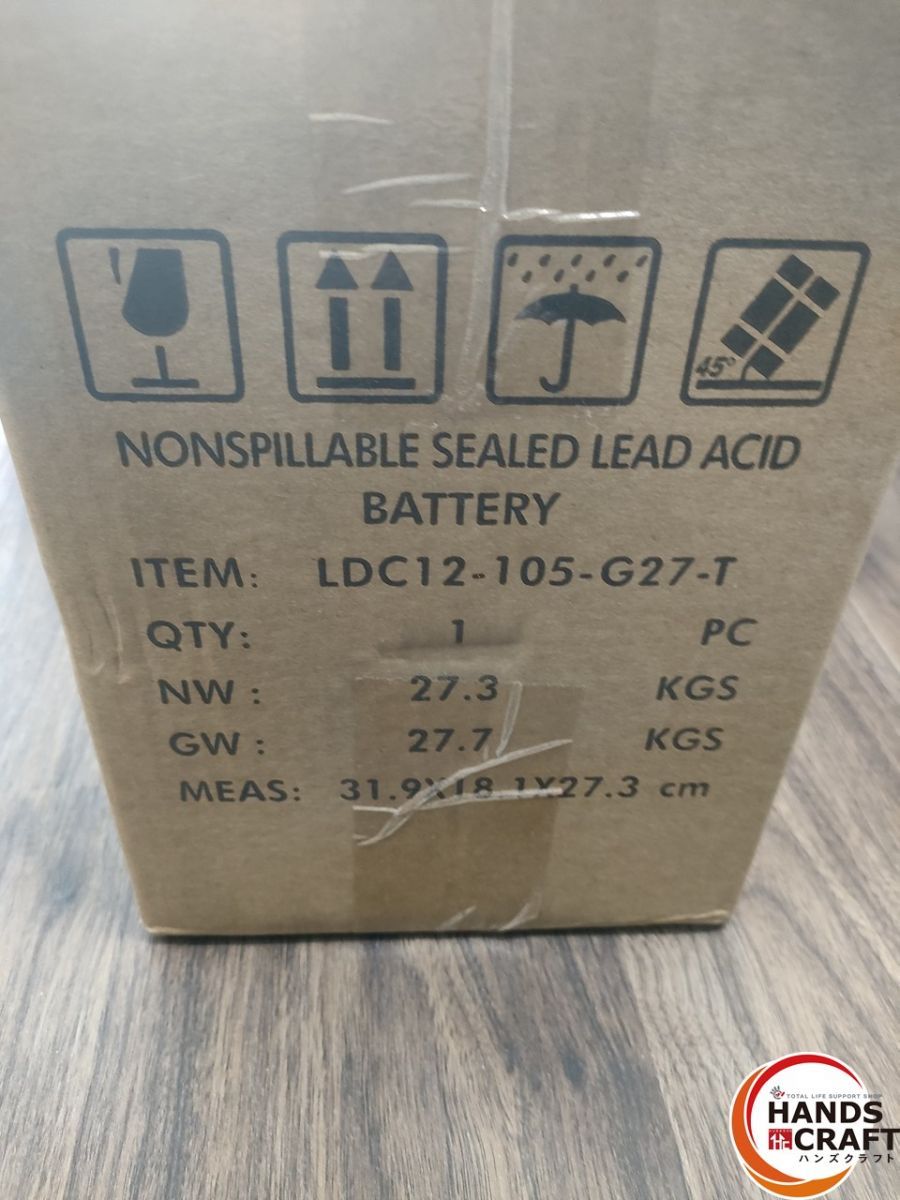 45°
NONSPILLABLE SEALED LEAD ACID
BATTERY
ITEM: LDC12-105-G27-T
QTY: 1 PC
NW : 27.3 KGS
GW : 27.7 KGS
MEAS: 31.9X18.1X27.3 cm
TOTAL LIFE SUPPORT SHOP
HANDS
CRAFT
ハンズクラフト